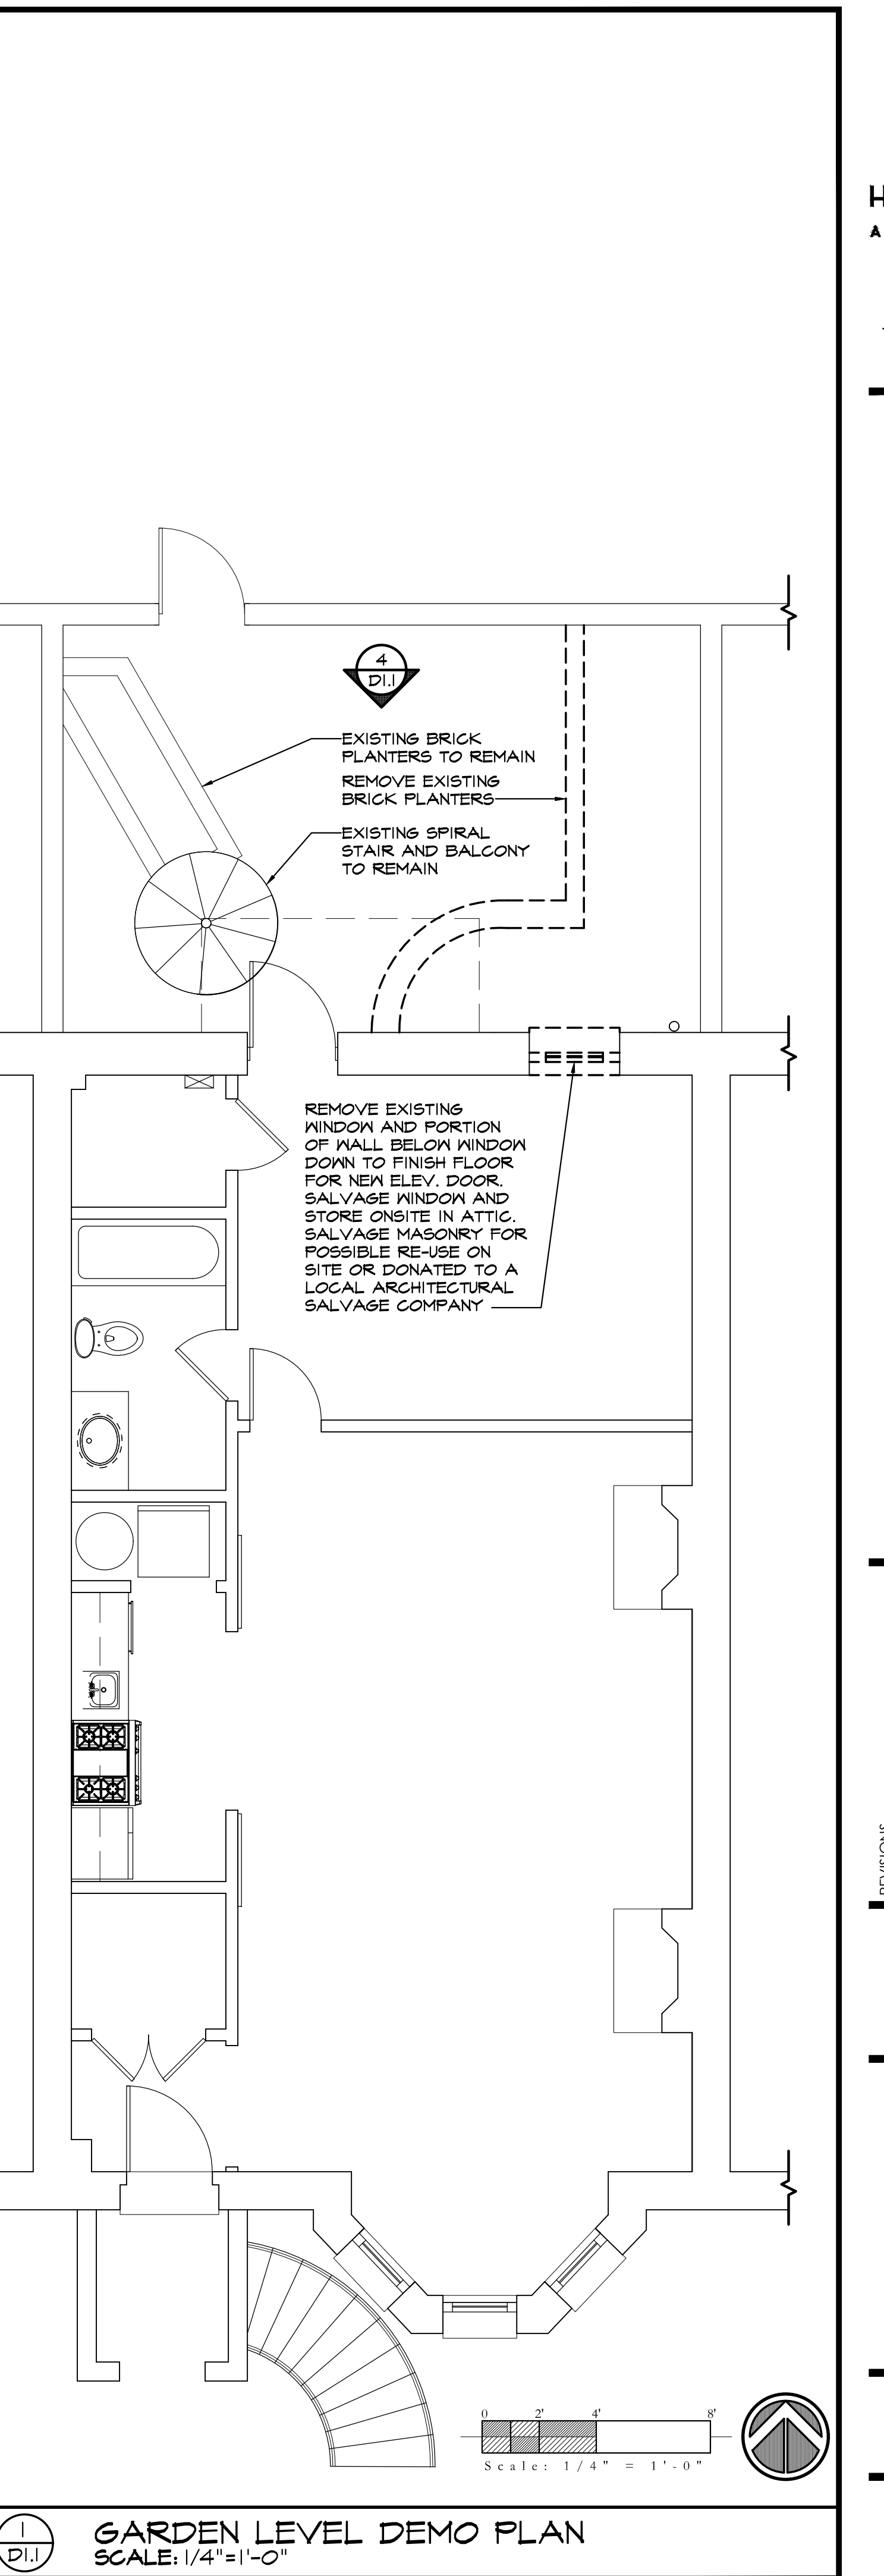 H
A
4
D1.1
EXISTING BRICK
PLANTERS TO REMAIN
REMOVE EXISTING
BRICK PLANTERS
EXISTING SPIRAL
STAIR AND BALCONY
TO REMAIN
REMOVE EXISTING
WINDOW AND PORTION
OF WALL BELOW WINDOW
DOWN TO FINISH FLOOR
FOR NEW ELEV. DOOR.
SALVAGE WINDOW AND
STORE ONSITE IN ATTIC.
SALVAGE MASONRY FOR
POSSIBLE RE-USE ON
SITE OR DONATED TO A
LOCAL ARCHITECTURAL
SALVAGE COMPANY
REVISIONS
0 2' 4' 8'
Scale: 1/4" = 1'-0"
1
D1.1
GARDEN LEVEL DEMO PLAN
SCALE: 1/4"=1'-0"